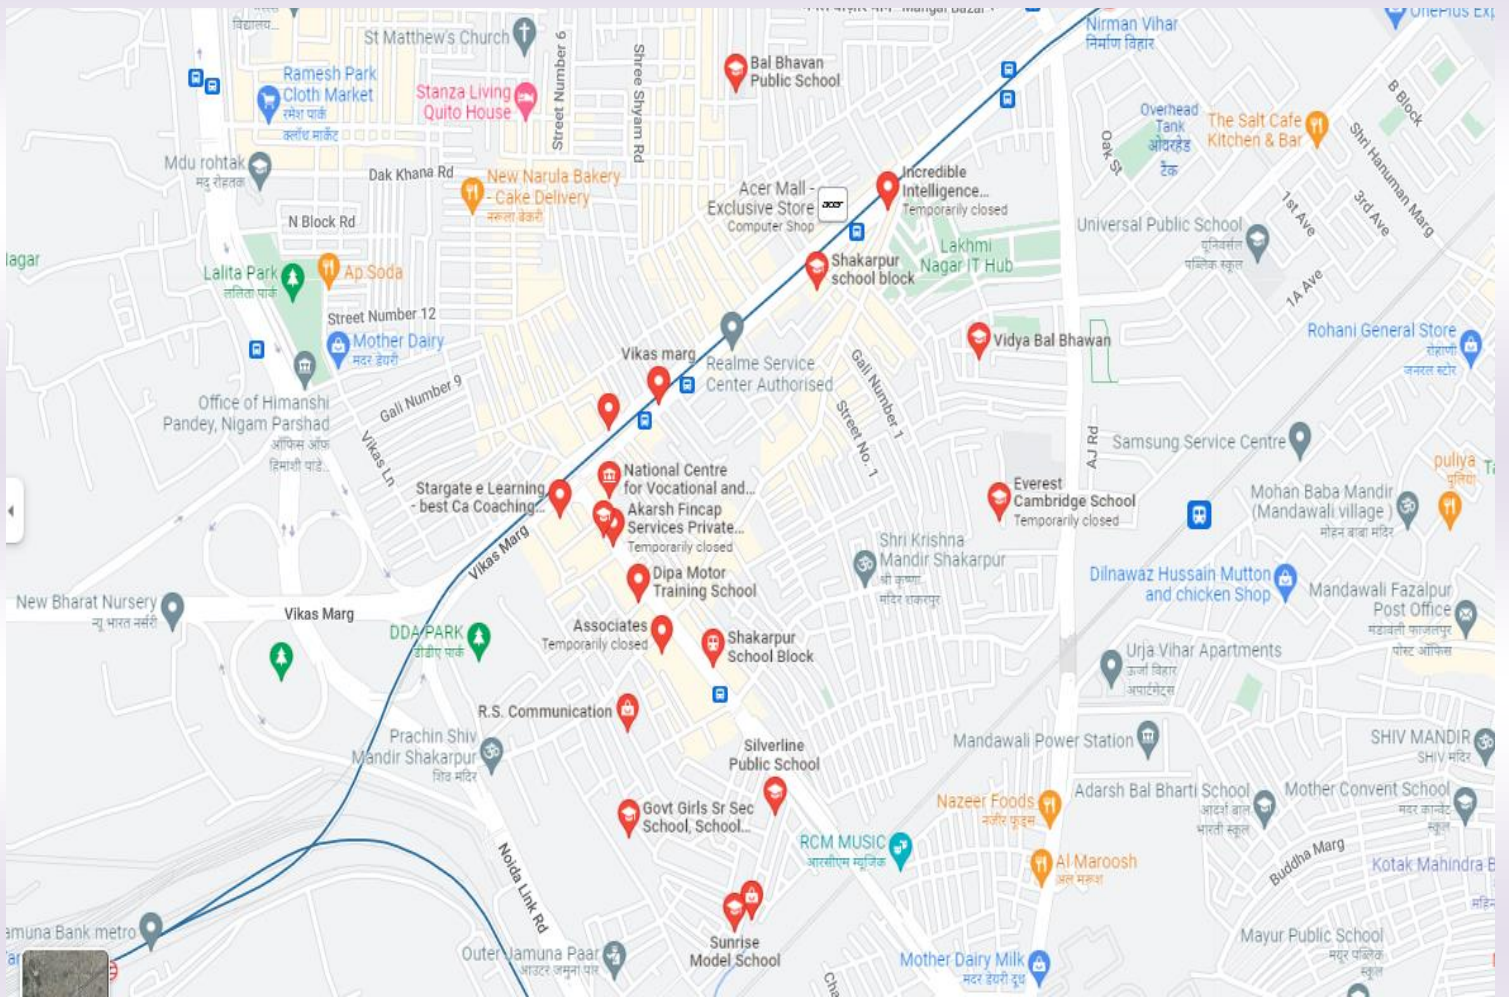 विद्यालय...
St Matthew's Church
Street Number 6
Shree Shyam Rd
Bal Bhavan
Public School
Nirman Vihar
निर्माण विहार
OnePlus Exp
Ramesh Park
Cloth Market
रमेश पार्क
क्लॉथ मार्केट
Stanza Living
Quito House
Overhead
Tank
ओवरहेड
टैंक
Oak St
The Salt Cafe
Kitchen & Bar
B Block
Shri Hanuman Marg
Mdu rohtak
मदु रोहतक
Dak Khana Rd
New Narula Bakery
- Cake Delivery
नरूला बेकरी
Acer Mall -
Exclusive Store
Computer Shop
acer
Incredible
Intelligence...
Temporarily closed
1st Ave
3rd Ave
N Block Rd
Universal Public School
यूनिवर्सल
पब्लिक स्कूल
Lakhmi
Nagar IT Hub
Shakarpur
school block
Lalita Park
ललिता पार्क
Ap Soda
1A Ave
Street Number 12
Mother Dairy
मदर डेयरी
Vidya Bal Bhawan
Rohani General Store
रोहाणी
जनरल स्टोर
Vikas marg
Realme Service
Center Authorised
Gali Number 1
Gali Number 9
Office of Himanshi
Pandey, Nigam Parshad
ऑफिस ऑफ
हिमांशी पांडे...
Vikas Ln
Street No. 1
AJ Rd
Samsung Service Centre
puliya
पुलिया
National Centre
for Vocational and...
Stargate e Learning
- best Ca Coaching...
Akarsh Fincap
Services Private...
Temporarily closed
Everest
Cambridge School
Temporarily closed
Mohan Baba Mandir
(Mandawali village )
मोहन बाबा मंदिर
Vikas Marg
Shri Krishna
Mandir Shakarpur
श्री कृष्णा
मंदिर शकरपुर
Dipa Motor
Training School
Dilnawaz Hussain Mutton
and chicken Shop
Mandawali Fazalpur
Post Office
मंडावली फाजलपुर
पोस्ट ऑफिस
New Bharat Nursery
न्यू भारत नर्सरी
Vikas Marg
DDA PARK
डीडीए पार्क
Associates
Temporarily closed
Shakarpur
School Block
Urja Vihar Apartments
ऊर्जा विहार
अपार्टमेंट्स
R.S. Communication
Prachin Shiv
Mandir Shakarpur
शिव मंदिर
Silverline
Public School
Mandawali Power Station
SHIV MANDIR
SHIV मंदिर
Govt Girls Sr Sec
School, School...
Nazeer Foods
नज़ीर फूड्स
Adarsh Bal Bharti School
आदर्श बाल
भारती स्कूल
Mother Convent School
मदर कान्वेंट
स्कूल
RCM MUSIC
आरसीएम म्यूजिक
Al Maroosh
अल मरूश
Buddha Marg
Kotak Mahindra B
Noida Link Rd
amuna Bank metro
Sunrise
Model School
Outer Jamuna Paar
आउटर जमुना पार
Mother Dairy Milk
मदर डेयरी दूध
Mayur Public School
मयूर पब्लिक
स्कूल